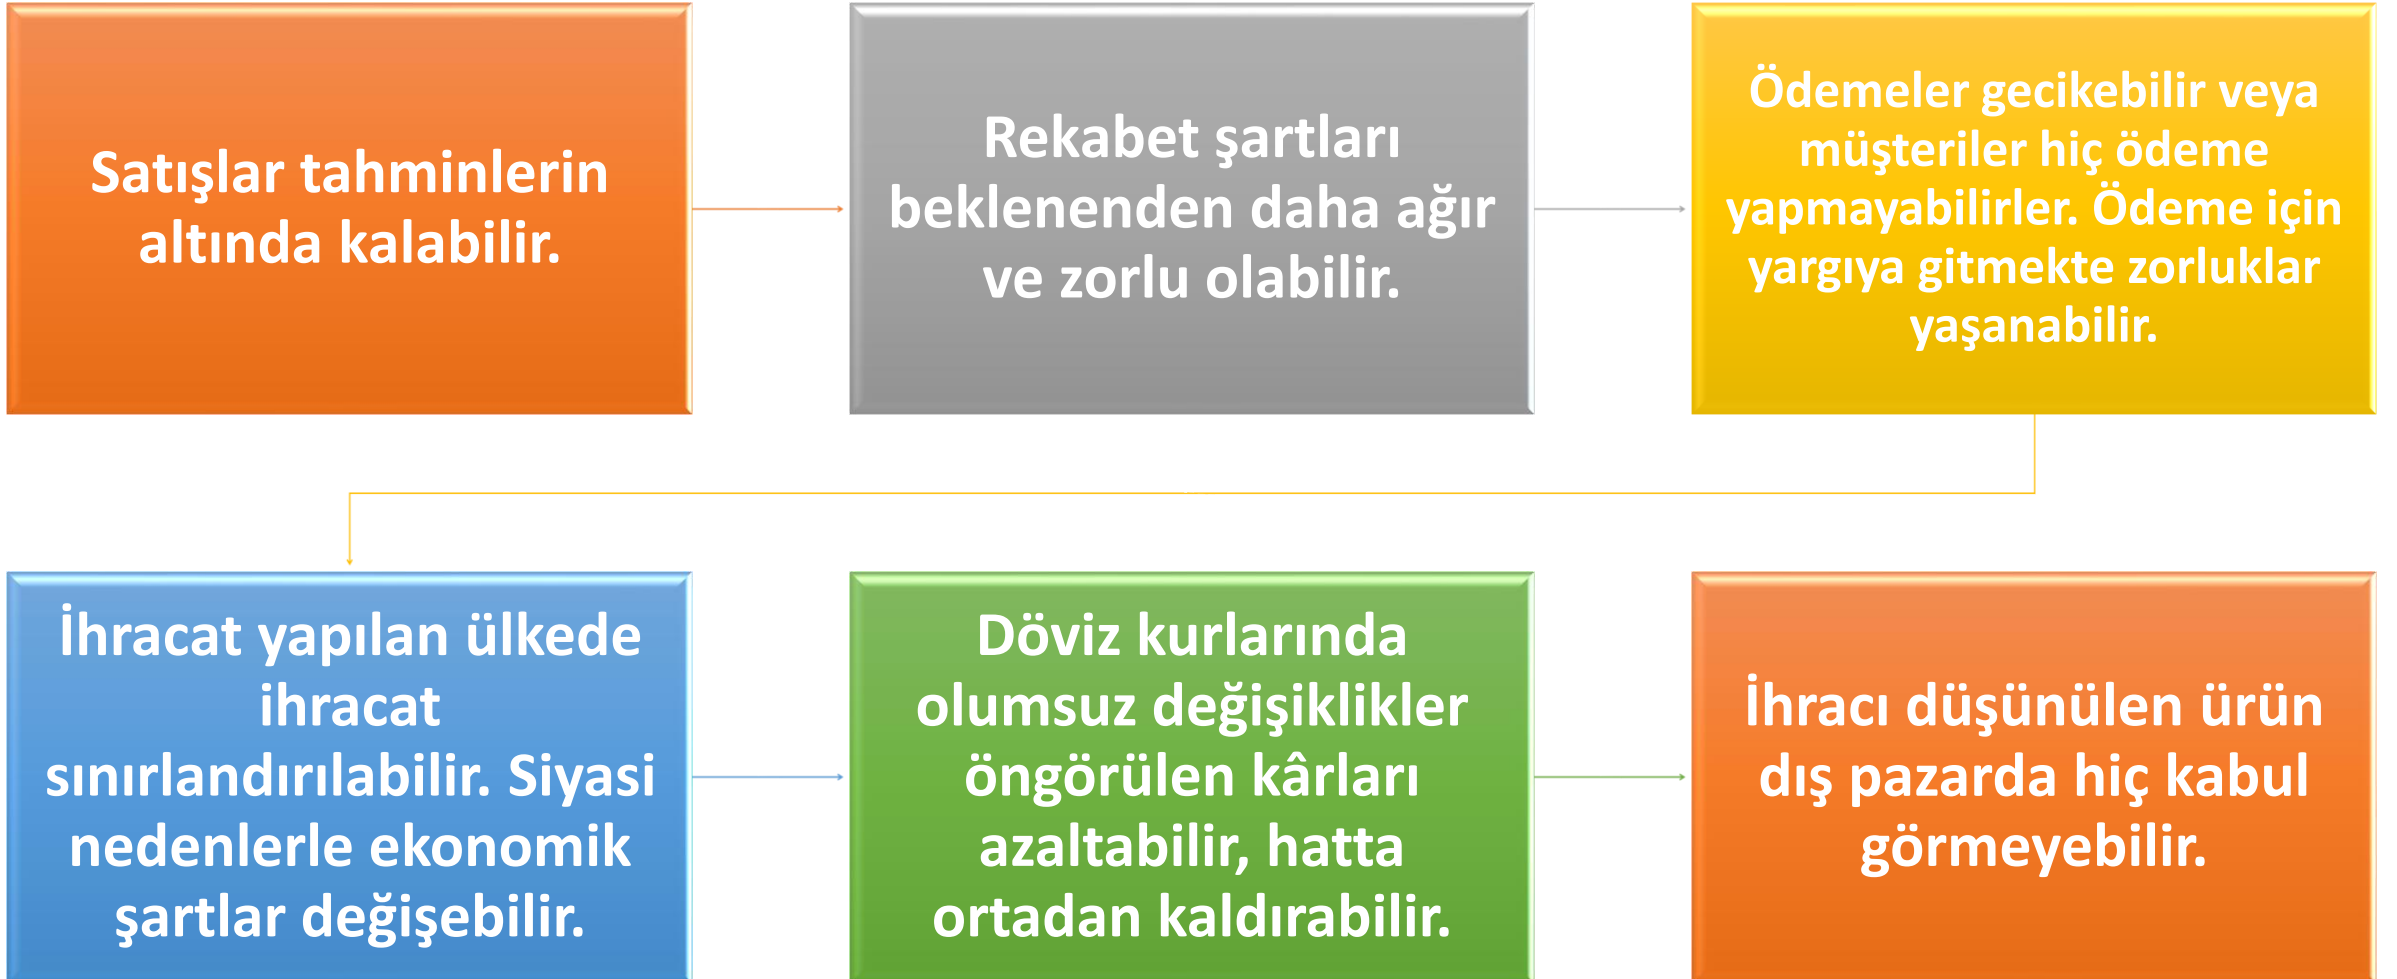 Satışlar tahminlerin
altında kalabilir.
Rekabet şartları
beklenenden daha ağır
ve zorlu olabilir.
Ödemeler gecikebilir veya
müşteriler hiç ödeme
yapmayabilirler. Ödeme için
yargıya gitmekte zorluklar
yaşanabilir.
İhracat yapılan ülkede
ihracat
sınırlandırılabilir. Siyasi
nedenlerle ekonomik
şartlar değişebilir.
Döviz kurlarında
olumsuz değişiklikler
öngörülen kârları
azaltabilir, hatta
ortadan kaldırabilir.
İhracı düşünülen ürün
dış pazarda hiç kabul
görmeyebilir.